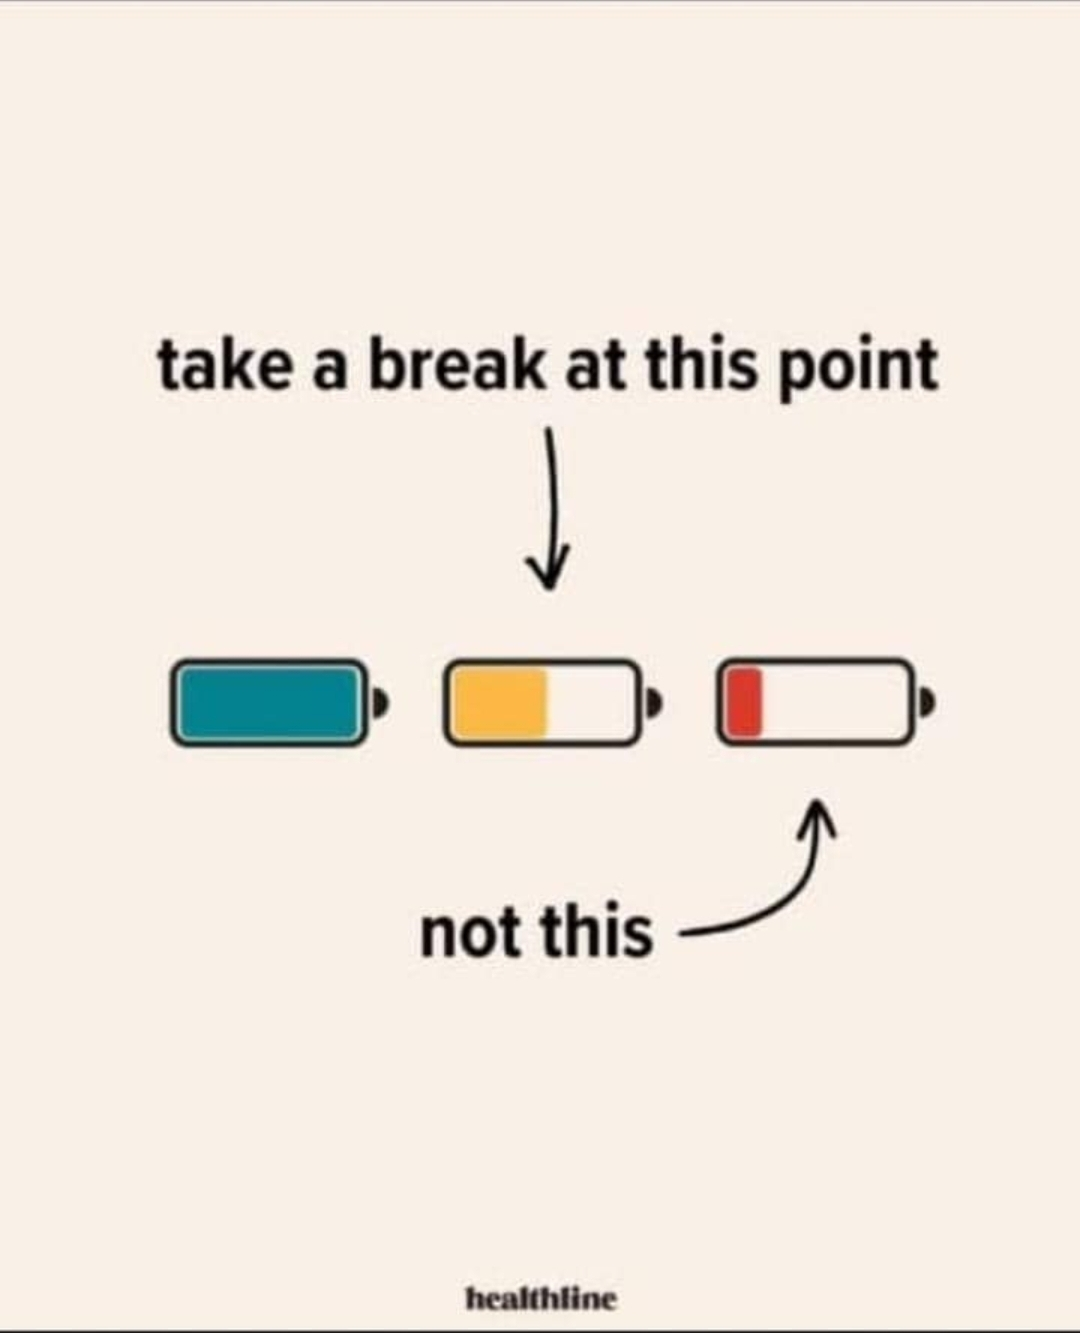 take a break at this point
not this
healthline